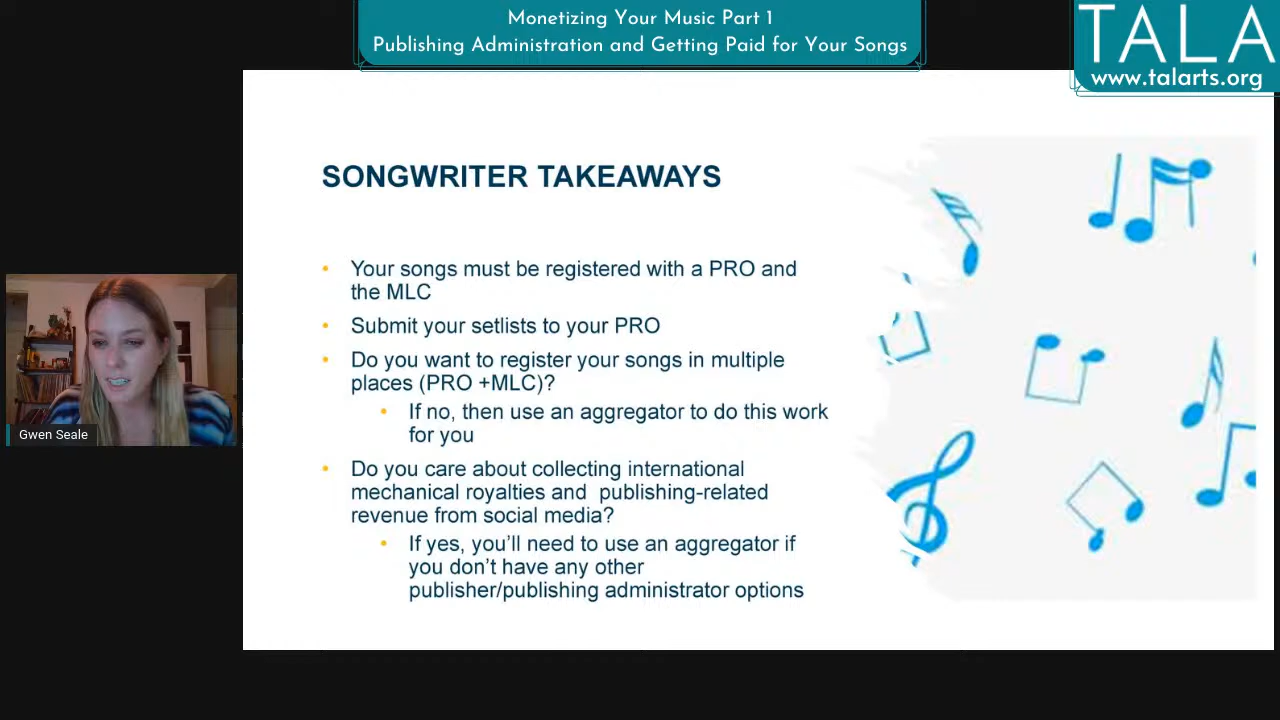 Monetizing Your Music Part 1
Publishing Administration and Getting Paid for Your Songs
TALA
www.talarts.org
SONGWRITER TAKEAWAYS
• Your songs must be registered with a PRO and
the MLC
• Submit your setlists to your PRO
• Do you want to register your songs in multiple
places (PRO +MLC)?
• If no, then use an aggregator to do this work
for you
• Do you care about collecting international
mechanical royalties and  publishing-related
revenue from social media?
• If yes, you’ll need to use an aggregator if
you don’t have any other
publisher/publishing administrator options
Gwen Seale